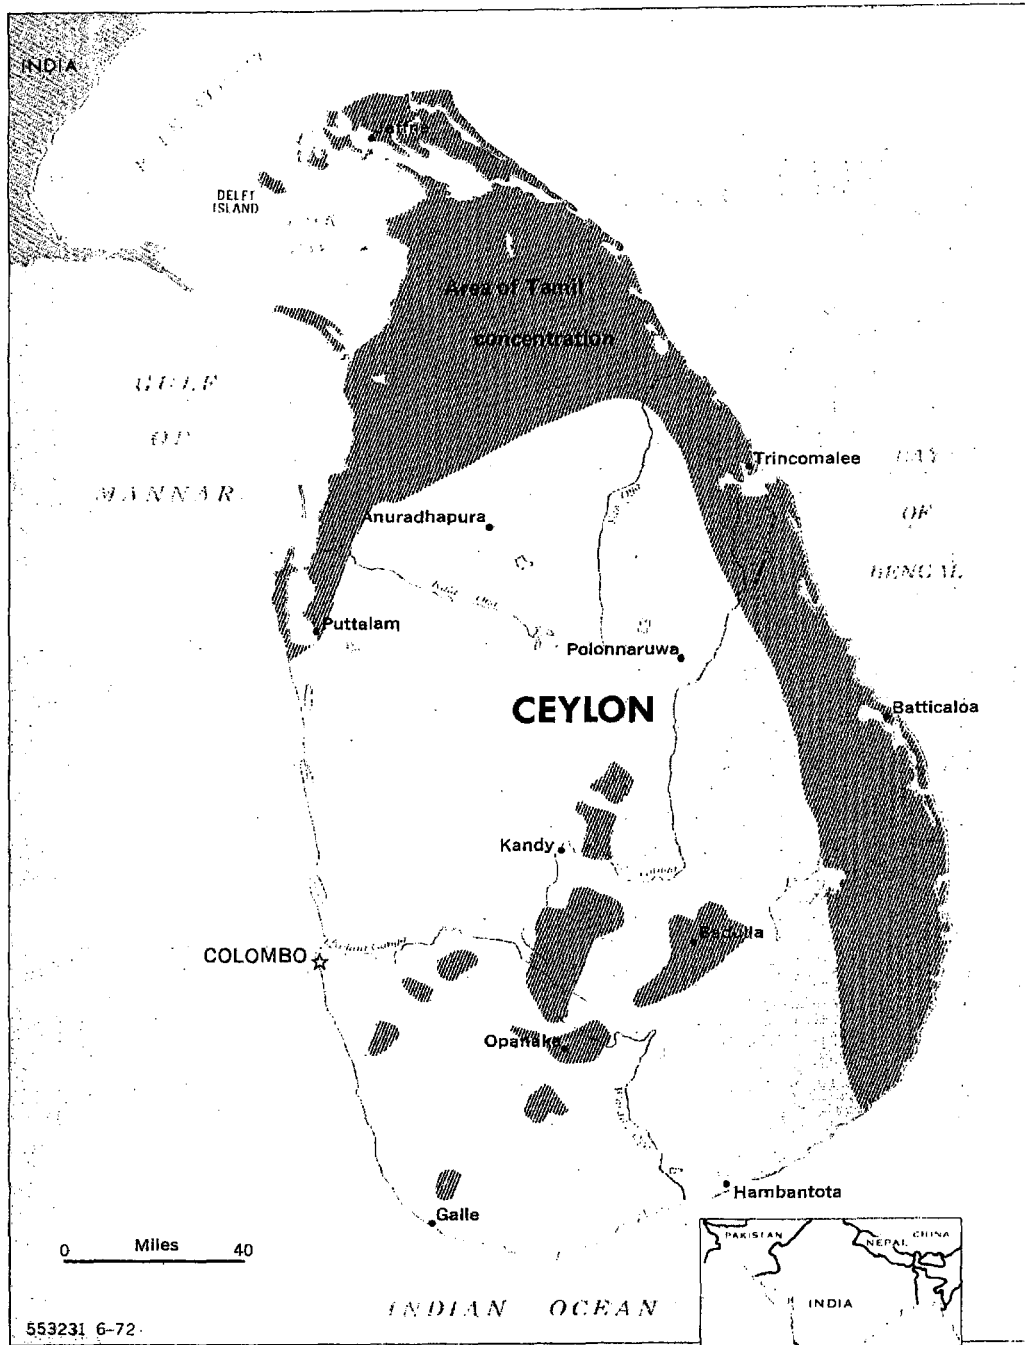 INDIA
Jaffna
DELFT
ISLAND
Area of Tamil
concentration
GULF
OF
MANNAR
Trincomalee
BAY
OF
BENGAL
Anuradhapura
Puttalam
Polonnaruwa
CEYLON
Batticaloa
Kandy
Badulla
COLOMBO
Opanake
Hambantota
Galle
0 Miles 40
PAKISTAN
NEPAL
CHINA
INDIA
INDIAN OCEAN
553231 6-72